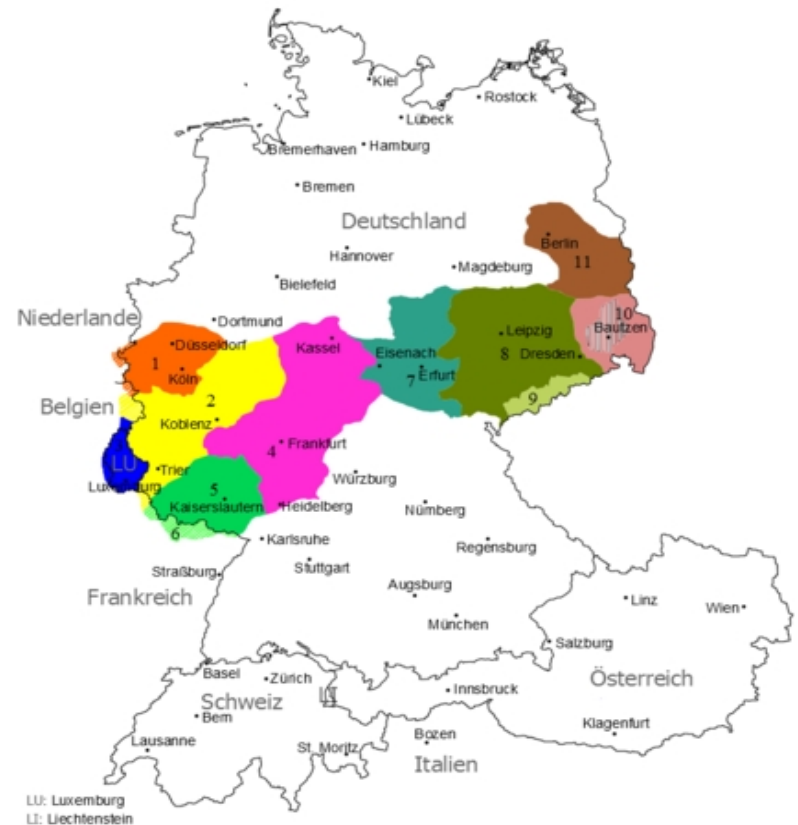 Kiel
Rostock
Lübeck
Bremerhaven
Hamburg
Bremen
Deutschland
Berlin
11
Hannover
Magdeburg
Bielefeld
Niederlande
Dortmund
10
Bautzen
Düsseldorf
Kassel
Leipzig
1
Eisenach
8
Dresden
Köln
7
Erfurt
Belgien
2
9
Koblenz
4
Frankfurt
LU
Trier
Würzburg
Luxemburg
5
Kaiserslautern
Heidelberg
Nürnberg
6
Karlsruhe
Regensburg
Straßburg
Stuttgart
Frankreich
Augsburg
Linz
Wien
München
Salzburg
Basel
Zürich
Österreich
Schweiz
LI
Innsbruck
Bern
Klagenfurt
Lausanne
St. Moritz
Bozen
Italien
LU: Luxemburg
LI: Liechtenstein